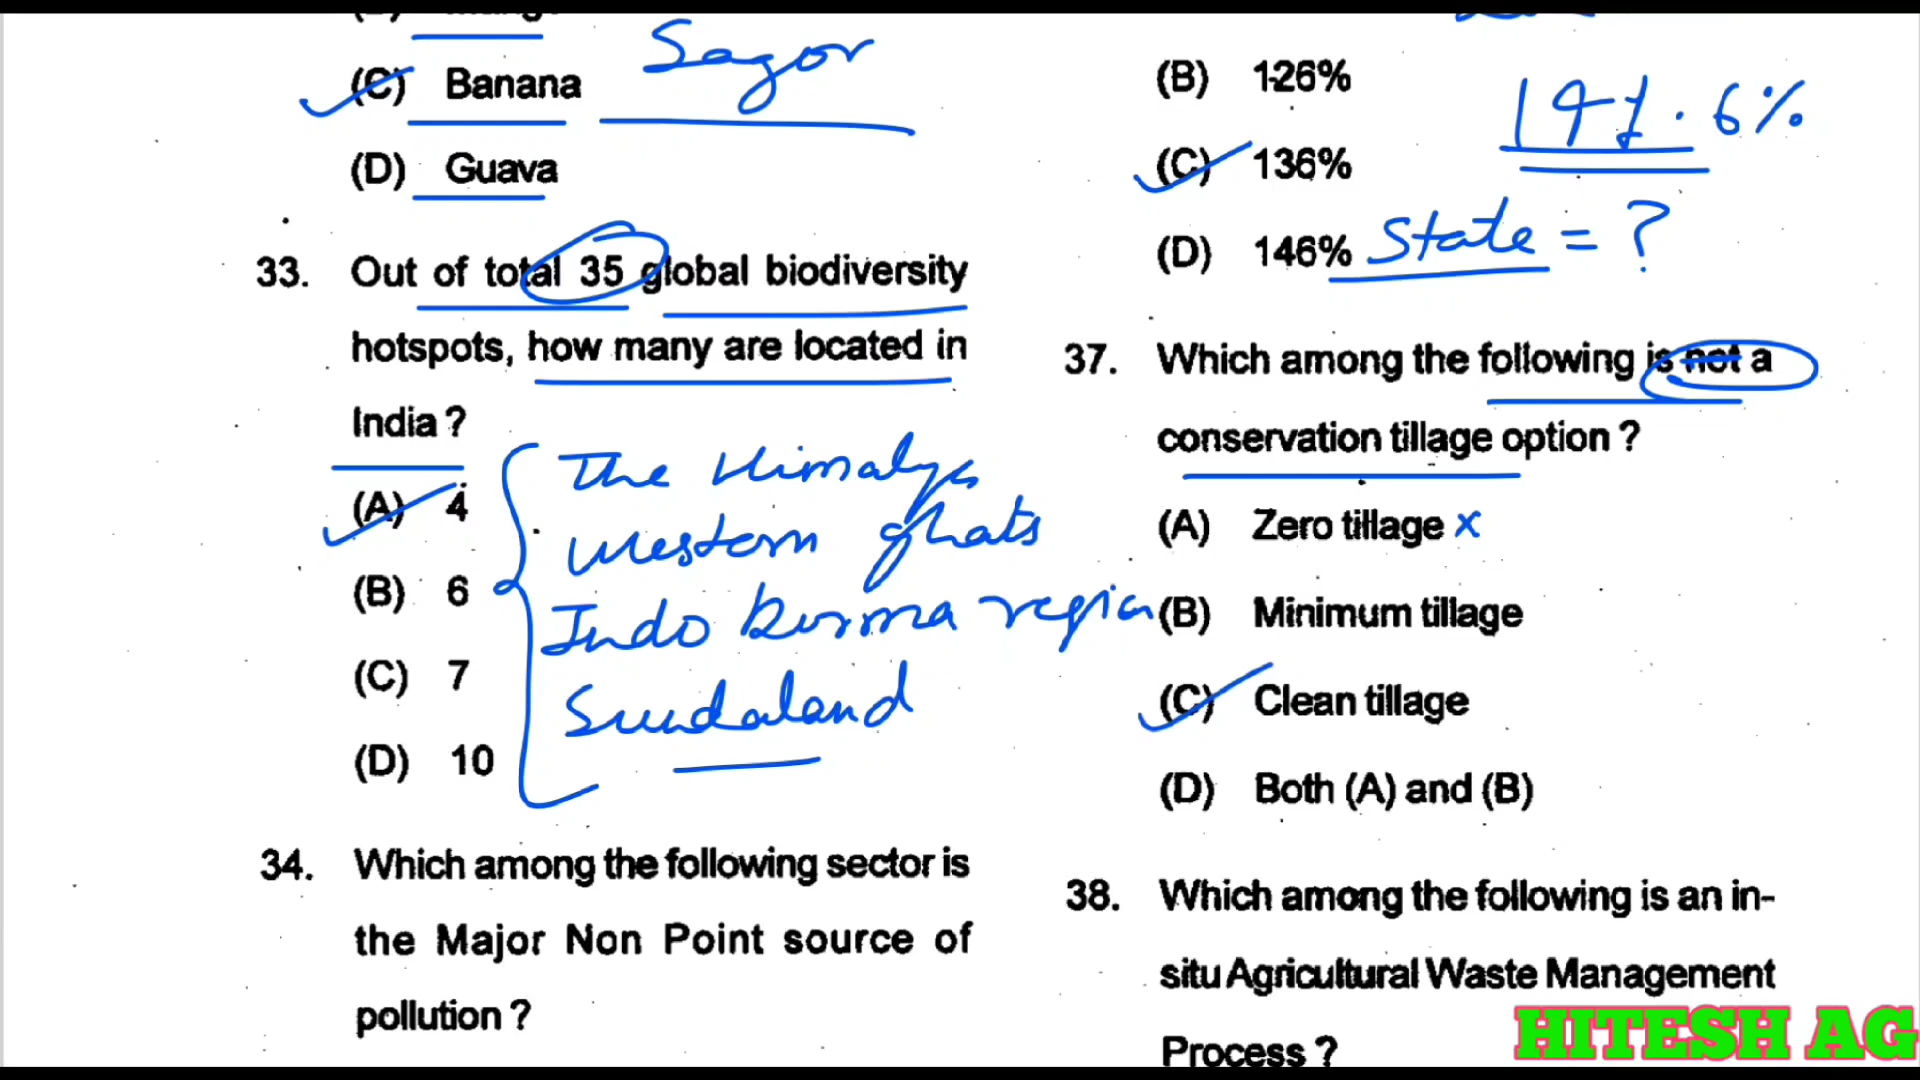 (C) Banana Sagor
(D) Guava
33. Out of total 35 global biodiversity
hotspots, how many are located in
India ?
(A) 4
(B) 6
(C) 7
(D) 10
The Himalyas
Western ghats
Indo Burma region
Sundaland
34. Which among the following sector is
the Major Non Point source of
pollution ?
(B) 126%
(C) 136%
141.6%
(D) 146% State = ?
37. Which among the following is not a
conservation tillage option ?
(A) Zero tillage x
(B) Minimum tillage
(C) Clean tillage
(D) Both (A) and (B)
38. Which among the following is an in-
situ Agricultural Waste Management
Process ?
HITESH AG